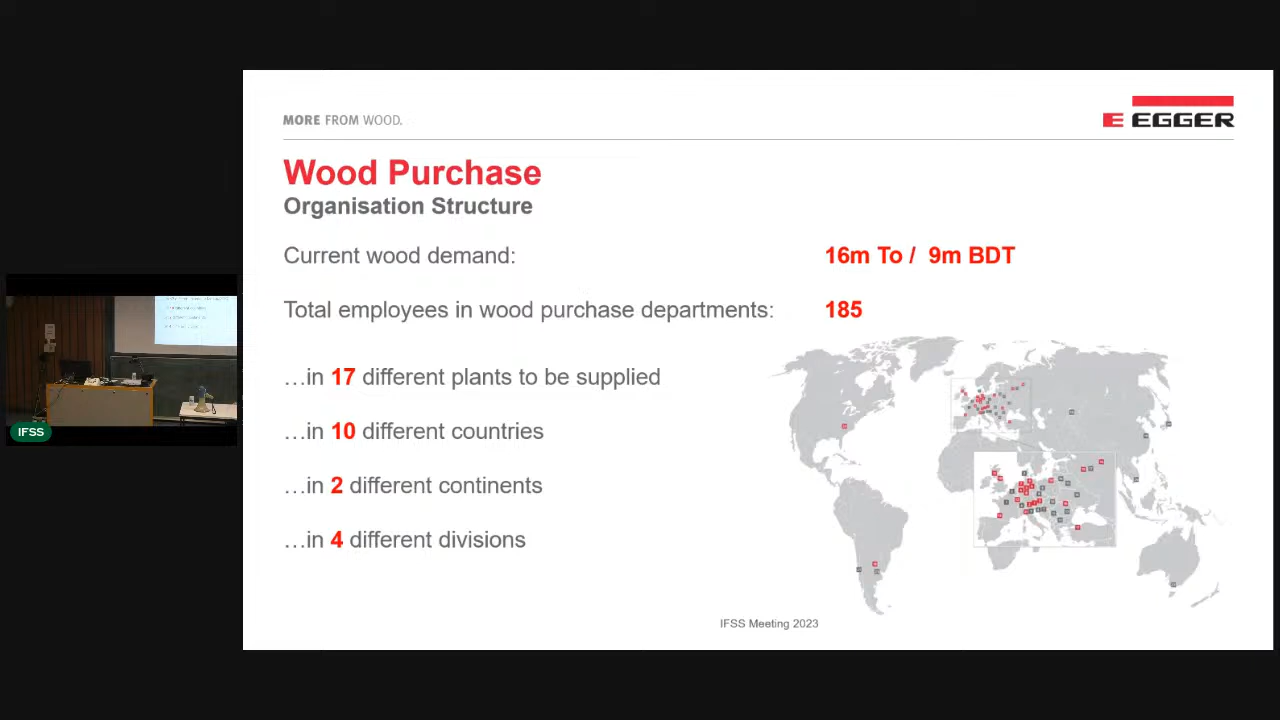 MORE FROM WOOD.
EGGER
Wood Purchase
Organisation Structure
Current wood demand: 16m To / 9m BDT
Total employees in wood purchase departments: 185
…in 17 different plants to be supplied
…in 10 different countries
…in 2 different continents
…in 4 different divisions
IFSS Meeting 2023
IFSS